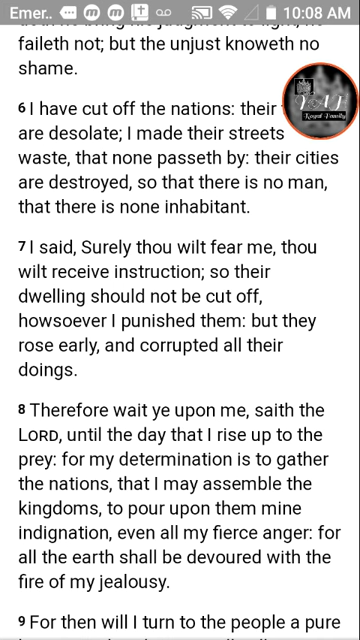 Emer..
10:08 AM
faileth not; but the unjust knoweth no
shame.
6 I have cut off the nations: their
are desolate; I made their streets
waste, that none passeth by: their cities
are destroyed, so that there is no man,
that there is none inhabitant.
7 I said, Surely thou wilt fear me, thou
wilt receive instruction; so their
dwelling should not be cut off,
howsoever I punished them: but they
rose early, and corrupted all their
doings.
8 Therefore wait ye upon me, saith the
LORD, until the day that I rise up to the
prey: for my determination is to gather
the nations, that I may assemble the
kingdoms, to pour upon them mine
indignation, even all my fierce anger: for
all the earth shall be devoured with the
fire of my jealousy.
9 For then will I turn to the people a pure
Royal Family